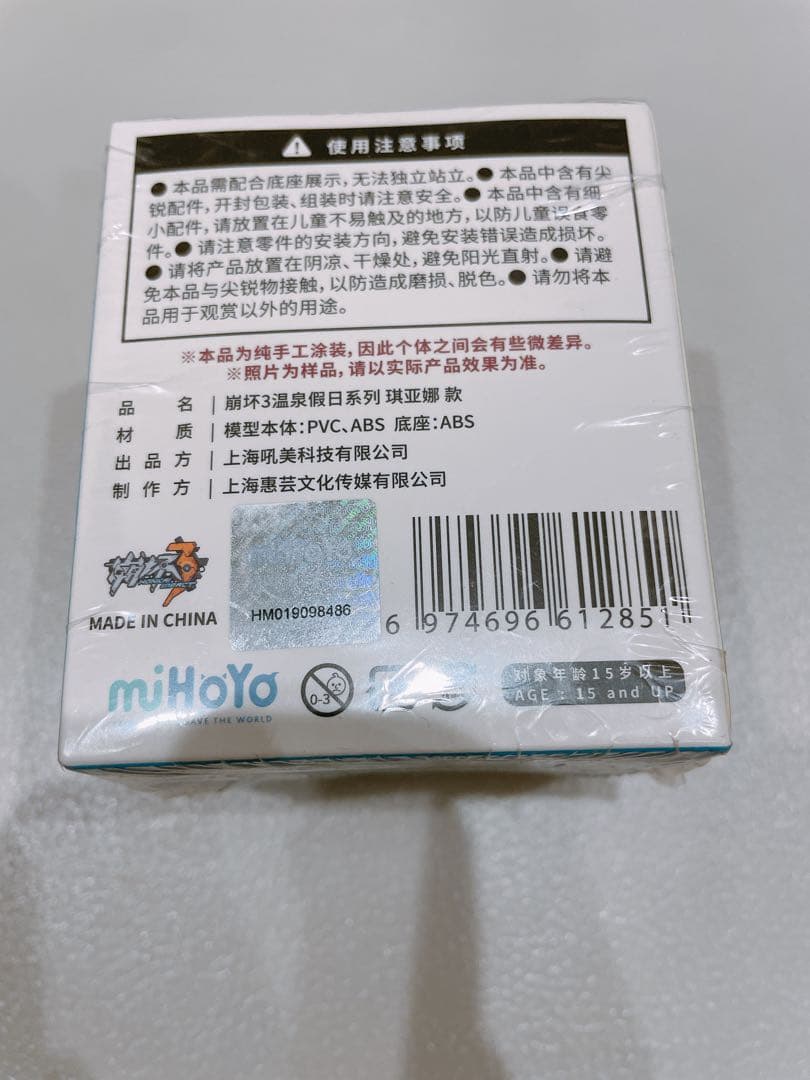 使用注意事项
● 本品需配合底座展示，无法独立站立。● 本品中含有尖
锐配件，开封包装、组装时请注意安全。● 本品中含有细
小配件，请放置在儿童不易触及的地方，以防儿童误食零
件。● 请注意零件的安装方向，避免安装错误造成损坏。
● 请将产品放置在阴凉、干燥处，避免阳光直射。● 请避
免本品与尖锐物接触，以防造成磨损、脱色。● 请勿将本
品用于观赏以外的用途。
※本品为纯手工涂装，因此个体之间会有些微差异。
※照片为样品，请以实际产品效果为准。
品 名 | 崩坏3温泉假日系列 琪亚娜 款
材 质 | 模型本体：PVC、ABS 底座：ABS
出 品 方 | 上海吼美科技有限公司
制 作 方 | 上海惠芸文化传媒有限公司
崩坏3
MADE IN CHINA
miHoYo
HM019098486
6 974696 612851
miHoYo
SAVE THE WORLD
0-3
对象年龄15岁以上
AGE : 15 and UP